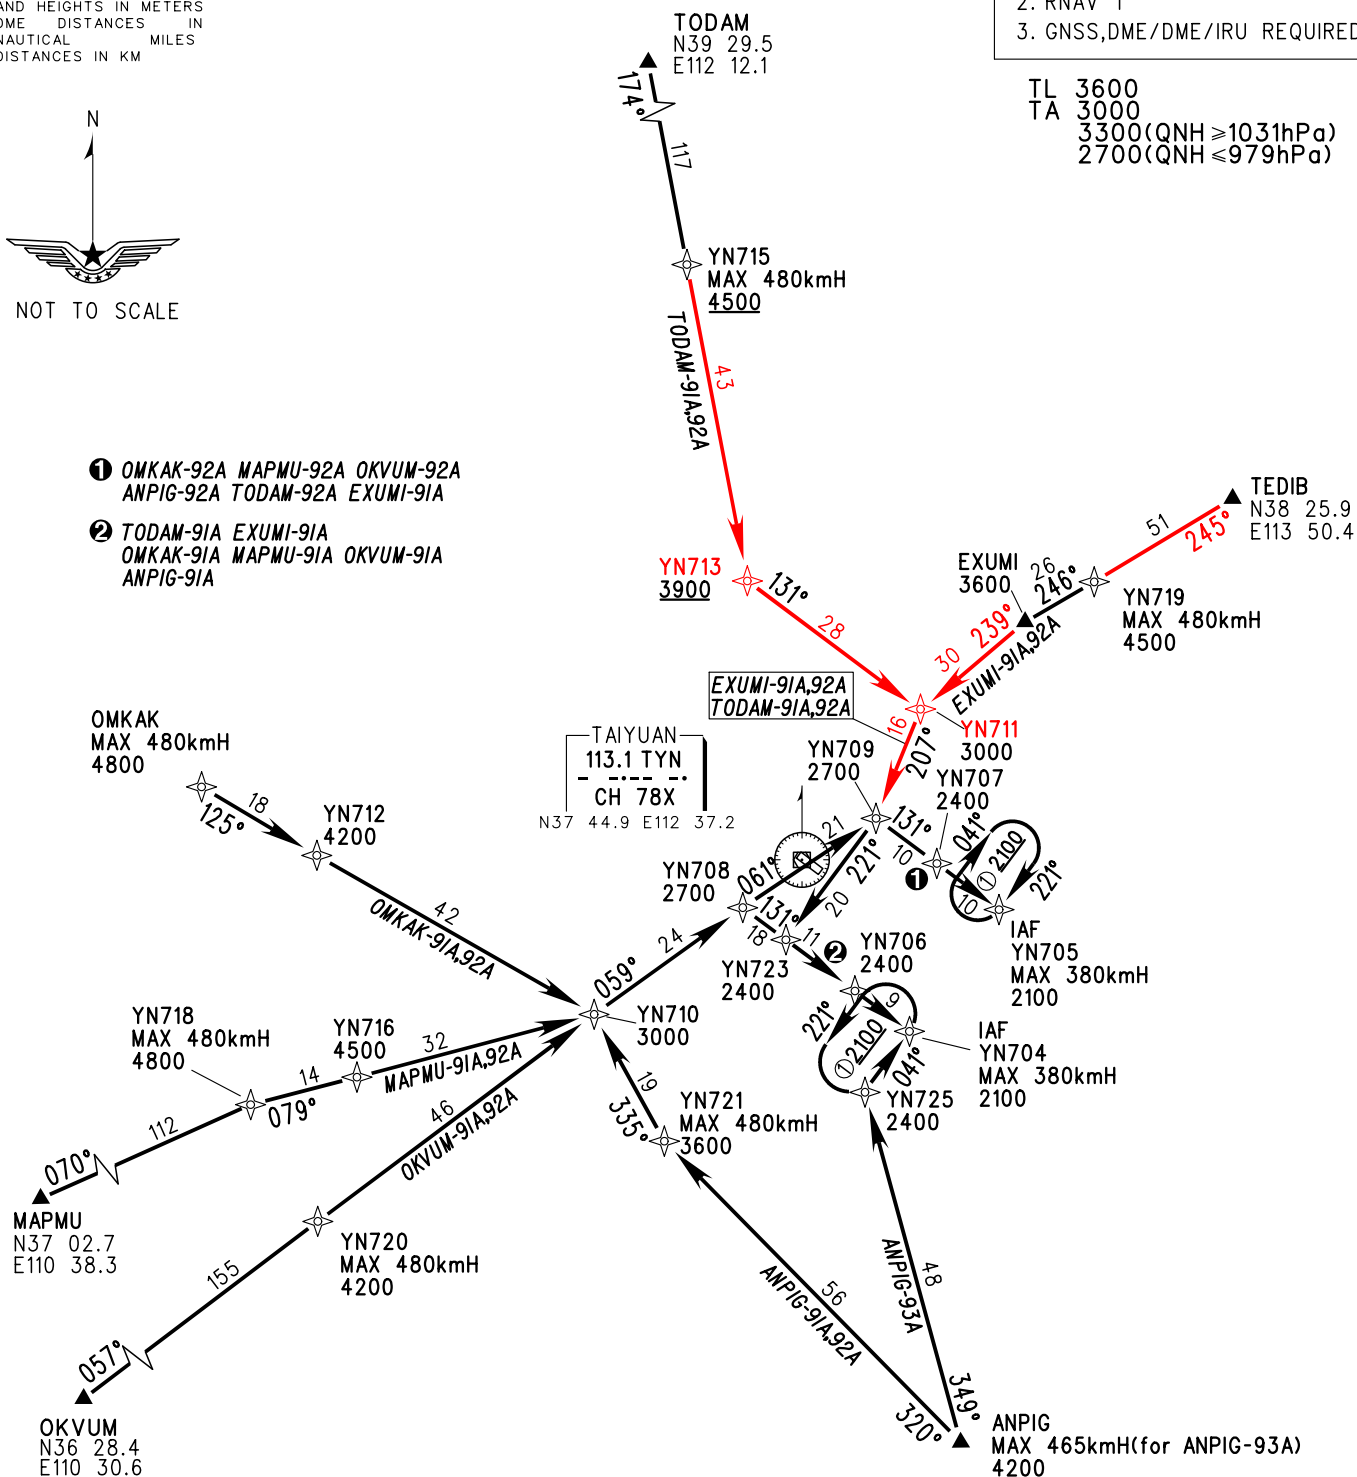 AND HEIGHTS IN METERS
OME DISTANCES IN
NAUTICAL MILES
DISTANCES IN KM
2. RNAV 1
3. GNSS,DME/DME/IRU REQUIRED
TL 3600
TA 3000
3300(QNH ≥1031hPa)
2700(QNH ≤979hPa)
N
NOT TO SCALE
TODAM
N39 29.5
E112 12.1
174°
117
YN715
MAX 480kmH
4500
TODAM-91A,92A
43
❶ OMKAK-92A MAPMU-92A OKVUM-92A
ANPIG-92A TODAM-92A EXUMI-91A
❷ TODAM-91A EXUMI-91A
OMKAK-91A MAPMU-91A OKVUM-91A
ANPIG-91A
TEDIB
N38 25.9
E113 50.4
51
245°
YN713
3900
131°
28
EXUMI
3600
26
246°
YN719
MAX 480kmH
4500
239°
30
EXUMI-91A,92A
EXUMI-91A,92A
TODAM-91A,92A
YN711
3000
16
207°
OMKAK
MAX 480kmH
4800
18
125°
TAIYUAN
113.1 TYN
– –·–– –·
CH 78X
N37 44.9 E112 37.2
YN709
2700
YN707
2400
131°
10
❶
041°
① 2100
221°
10
IAF
YN705
MAX 380kmH
2100
YN712
4200
42
OMKAK-91A,92A
YN708
2700
061°
21
221°
20
131°
18
11
YN723
2400
❷
YN706
2400
9
221°
① 2100
041°
IAF
YN704
MAX 380kmH
2100
YN725
2400
24
059°
YN710
3000
YN718
MAX 480kmH
4800
YN716
4500
32
MAPMU-91A,92A
14
079°
112
070°
MAPMU
N37 02.7
E110 38.3
46
OKVUM-91A,92A
19
335°
YN721
MAX 480kmH
3600
YN720
MAX 480kmH
4200
155
057°
OKVUM
N36 28.4
E110 30.6
56
ANPIG-91A,92A
320°
48
ANPIG-93A
349°
ANPIG
MAX 465kmH(for ANPIG-93A)
4200